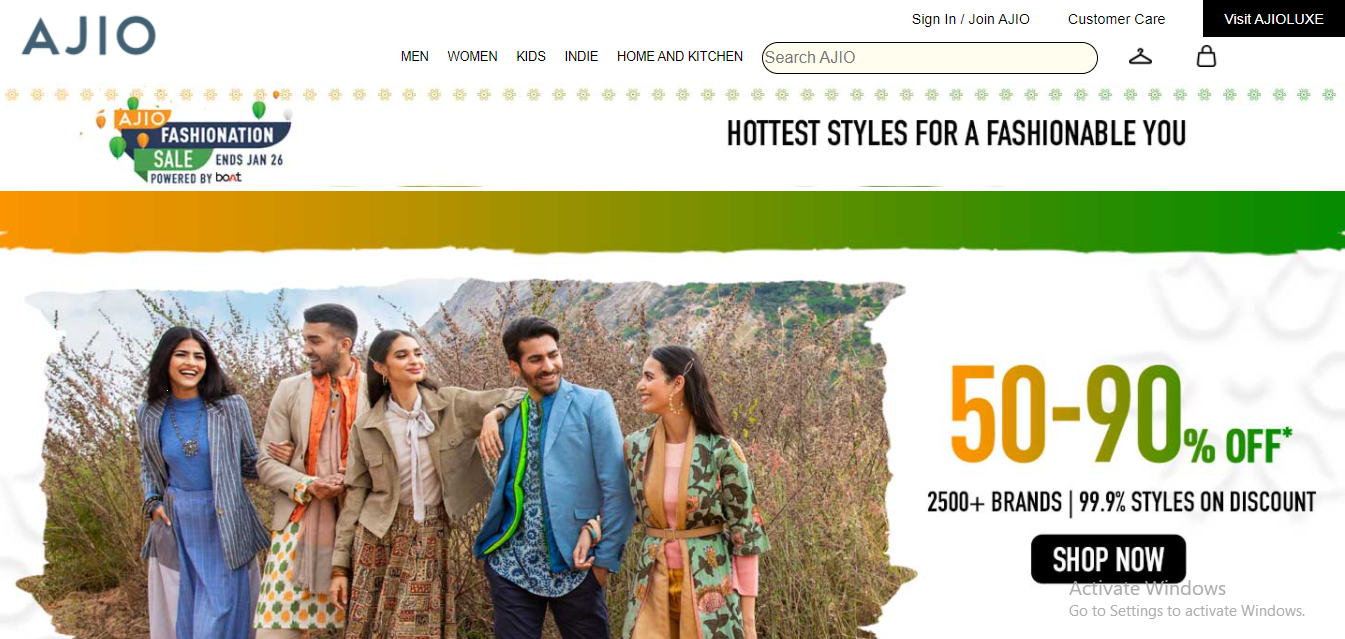 AJIO
Sign In / Join AJIO
Customer Care
Visit AJIOLUXE
MEN
WOMEN
KIDS
INDIE
HOME AND KITCHEN
Search AJIO
AJIO
FASHIONATION
SALE ENDS JAN 26
POWERED BY boAt
HOTTEST STYLES FOR A FASHIONABLE YOU
50-90% OFF*
2500+ BRANDS | 99.9% STYLES ON DISCOUNT
SHOP NOW
Activate Windows
Go to Settings to activate Windows.